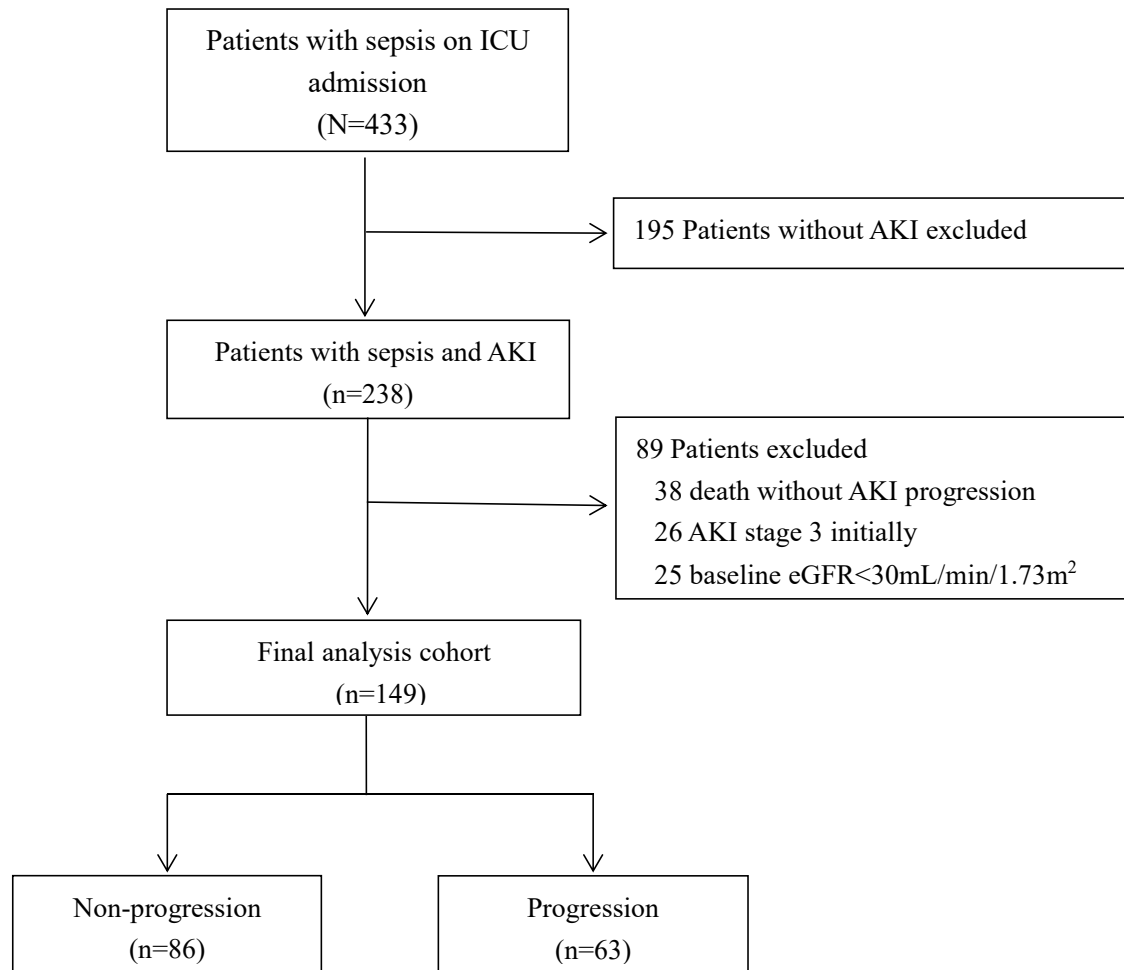 Patients with sepsis on ICU
admission
(N=433)
195 Patients without AKI excluded
Patients with sepsis and AKI
(n=238)
89 Patients excluded
38 death without AKI progression
26 AKI stage 3 initially
25 baseline eGFR<30mL/min/1.73m²
Final analysis cohort
(n=149)
Non-progression
(n=86)
Progression
(n=63)